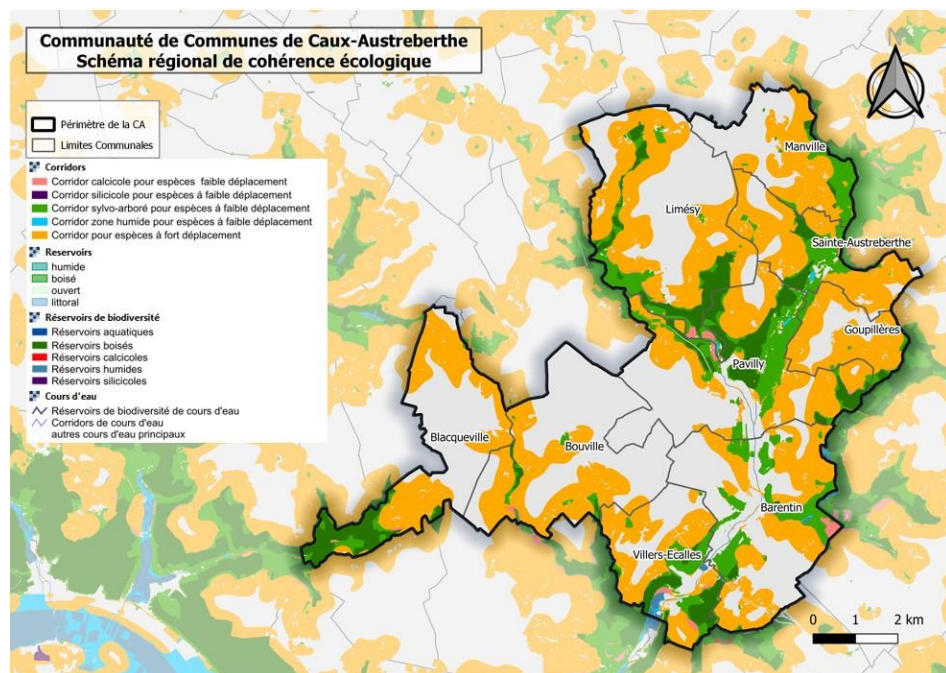 Communauté de Communes de Caux-Austreberthe
Schéma régional de cohérence écologique
Périmètre de la CA
Limites Communales
Corridors
Corridor calcicole pour espèces faible déplacement
Corridor silicicole pour espèces à faible déplacement
Corridor sylvo-arboré pour espèces à faible déplacement
Corridor zone humide pour espèces à faible déplacement
Corridor pour espèces à fort déplacement
Reservoirs
humide
boisé
ouvert
littoral
Réservoirs de biodiversité
Réservoirs aquatiques
Réservoirs boisés
Réservoirs calcicoles
Réservoirs humides
Réservoirs silicicoles
Cours d'eau
Réservoirs de biodiversité de cours d'eau
Corridors de cours d'eau
autres cours d'eau principaux
N
Manville
Limésy
Sainte-Austreberthe
Goupillères
Pavilly
Blacqueville
Bouville
Barentin
Villers-Ecalles
0 1 2 km